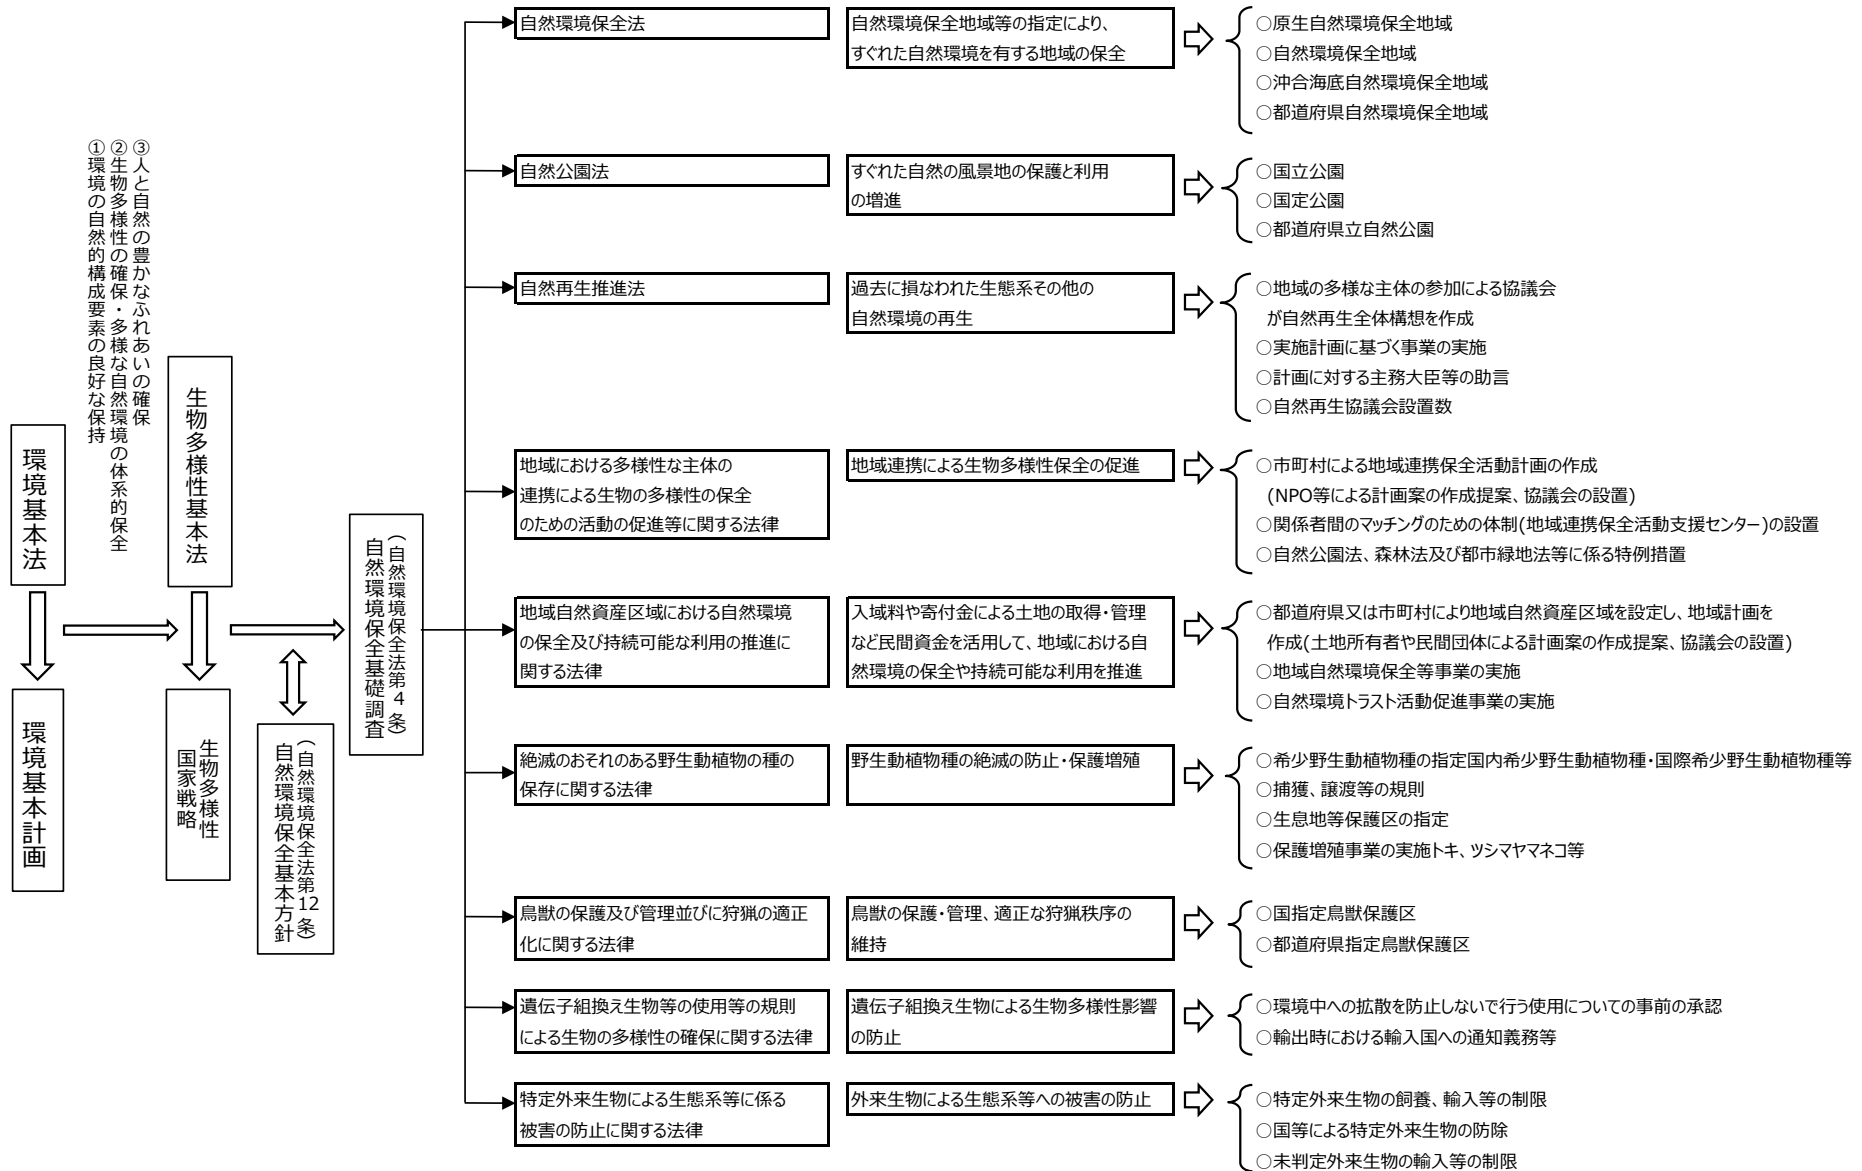 ③人と自然の豊かなふれあいの確保
②生物多様性の確保・多様な自然環境の体系的保全
①環境の自然的構成要素の良好な保持
環境基本法
環境基本計画
生物多様性基本法
生物多様性
国家戦略
（自然環境保全法第12条）
自然環境保全基本方針
（自然環境保全法第4条）
自然環境保全基礎調査
自然環境保全法
自然環境保全地域等の指定により、
すぐれた自然環境を有する地域の保全
○原生自然環境保全地域
○自然環境保全地域
○沖合海底自然環境保全地域
○都道府県自然環境保全地域
自然公園法
すぐれた自然の風景地の保護と利用
の増進
○国立公園
○国定公園
○都道府県立自然公園
自然再生推進法
過去に損なわれた生態系その他の
自然環境の再生
○地域の多様な主体の参加による協議会
が自然再生全体構想を作成
○実施計画に基づく事業の実施
○計画に対する主務大臣等の助言
○自然再生協議会設置数
地域における多様性な主体の
連携による生物の多様性の保全
のための活動の促進等に関する法律
地域連携による生物多様性保全の促進
○市町村による地域連携保全活動計画の作成
(NPO等による計画案の作成提案、協議会の設置)
○関係者間のマッチングのための体制(地域連携保全活動支援センター)の設置
○自然公園法、森林法及び都市緑地法等に係る特例措置
地域自然資産区域における自然環境
の保全及び持続可能な利用の推進に
関する法律
入域料や寄付金による土地の取得・管理
など民間資金を活用して、地域における自
然環境の保全や持続可能な利用を推進
○都道府県又は市町村により地域自然資産区域を設定し、地域計画を
作成(土地所有者や民間団体による計画案の作成提案、協議会の設置)
○地域自然環境保全等事業の実施
○自然環境トラスト活動促進事業の実施
絶滅のおそれのある野生動植物の種の
保存に関する法律
野生動植物種の絶滅の防止・保護増殖
○希少野生動植物種の指定国内希少野生動植物種・国際希少野生動植物種等
○捕獲、譲渡等の規則
○生息地等保護区の指定
○保護増殖事業の実施トキ、ツシマヤマネコ等
鳥獣の保護及び管理並びに狩猟の適正
化に関する法律
鳥獣の保護・管理、適正な狩猟秩序の
維持
○国指定鳥獣保護区
○都道府県指定鳥獣保護区
遺伝子組換え生物等の使用等の規則
による生物の多様性の確保に関する法律
遺伝子組換え生物による生物多様性影響
の防止
○環境中への拡散を防止しないで行う使用についての事前の承認
○輸出時における輸入国への通知義務等
特定外来生物による生態系等に係る
被害の防止に関する法律
外来生物による生態系等への被害の防止
○特定外来生物の飼養、輸入等の制限
○国等による特定外来生物の防除
○未判定外来生物の輸入等の制限